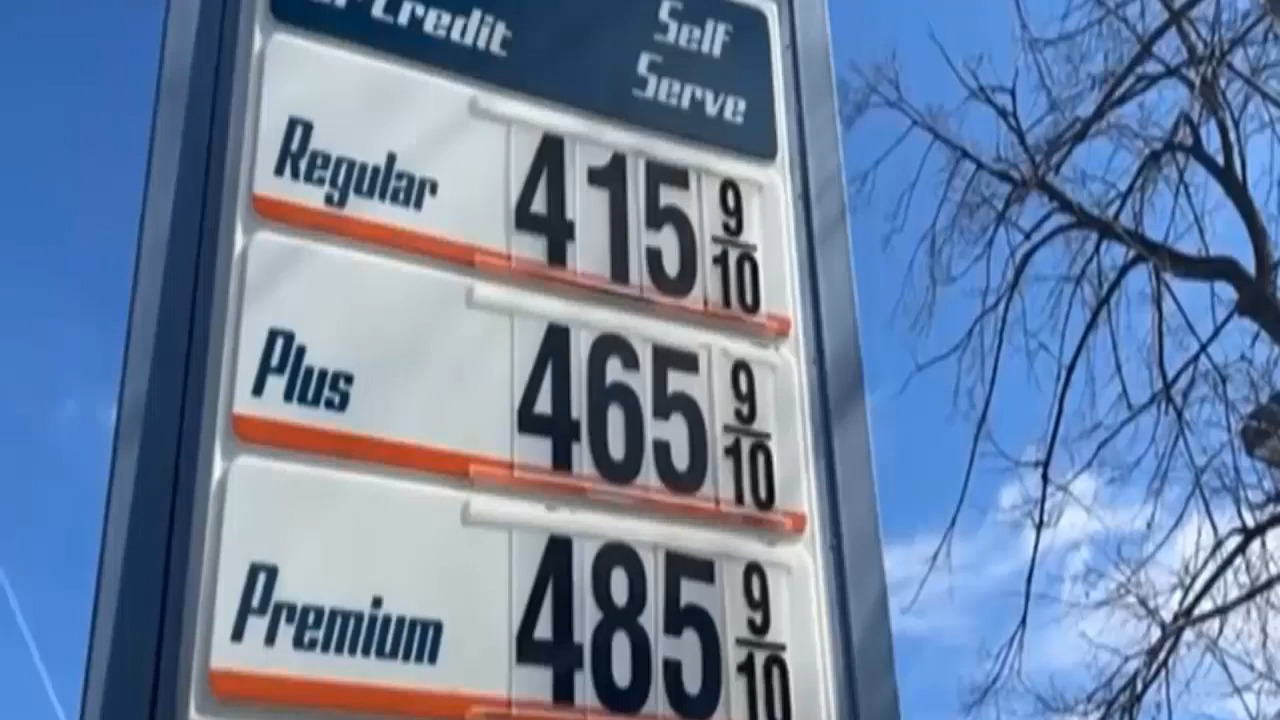 Credit Self
Serve
Regular 415 9/10
Plus 465 9/10
Premium 485 9/10